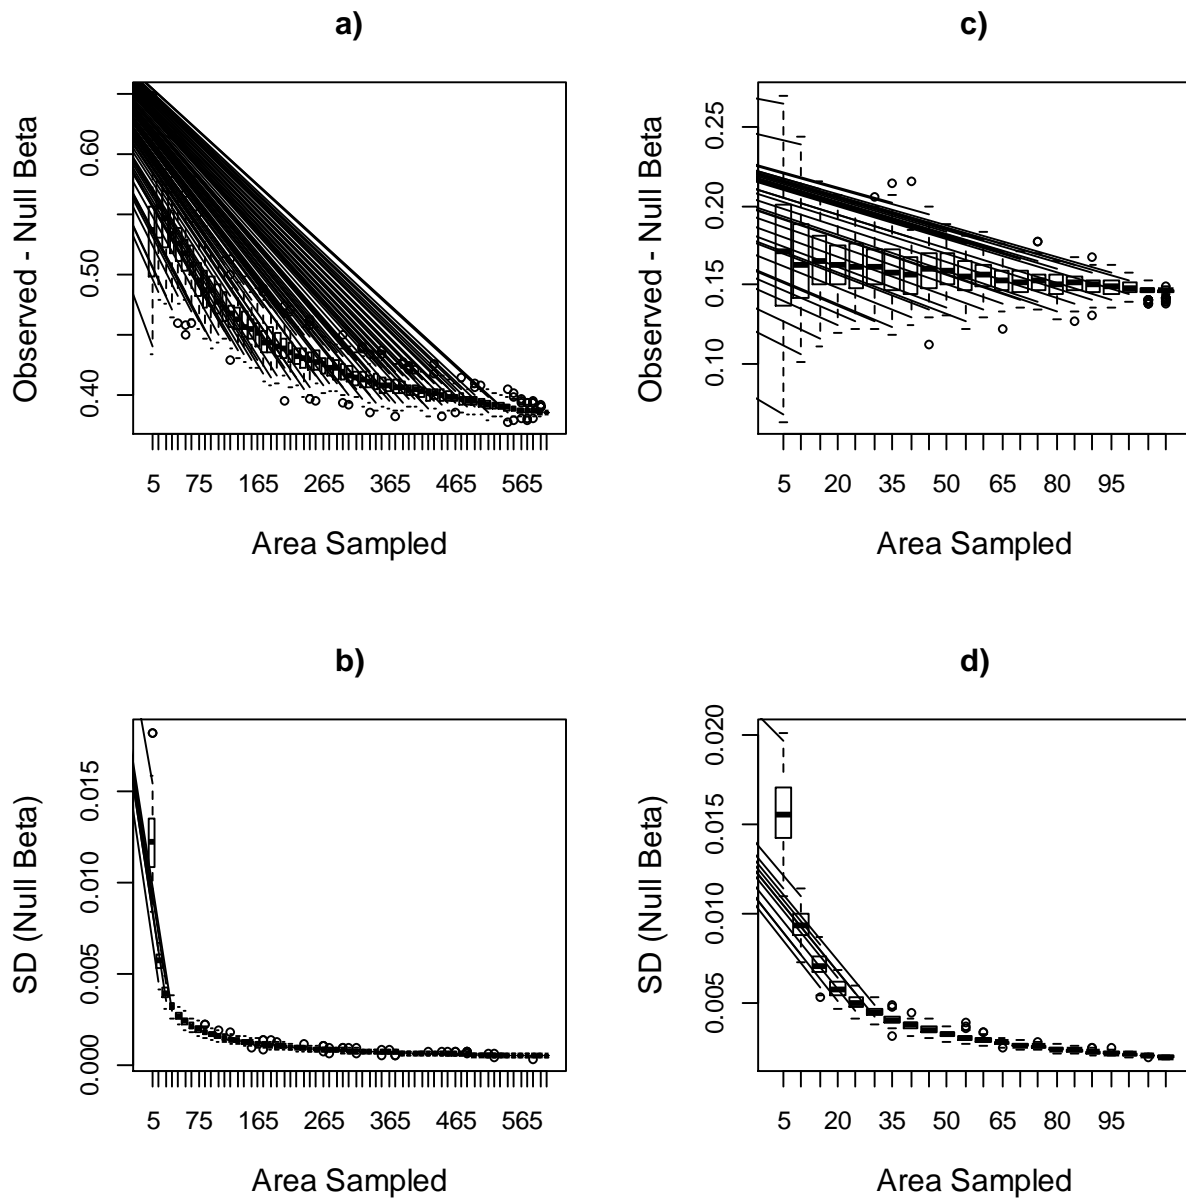 a)
Observed - Null Beta
0.60
0.50
0.40
5 75 165 265 365 465 565
Area Sampled
c)
Observed - Null Beta
0.25
0.20
0.15
0.10
5 20 35 50 65 80 95
Area Sampled
b)
SD (Null Beta)
0.015
0.010
0.005
0.000
5 75 165 265 365 465 565
Area Sampled
d)
SD (Null Beta)
0.020
0.015
0.010
0.005
5 20 35 50 65 80 95
Area Sampled